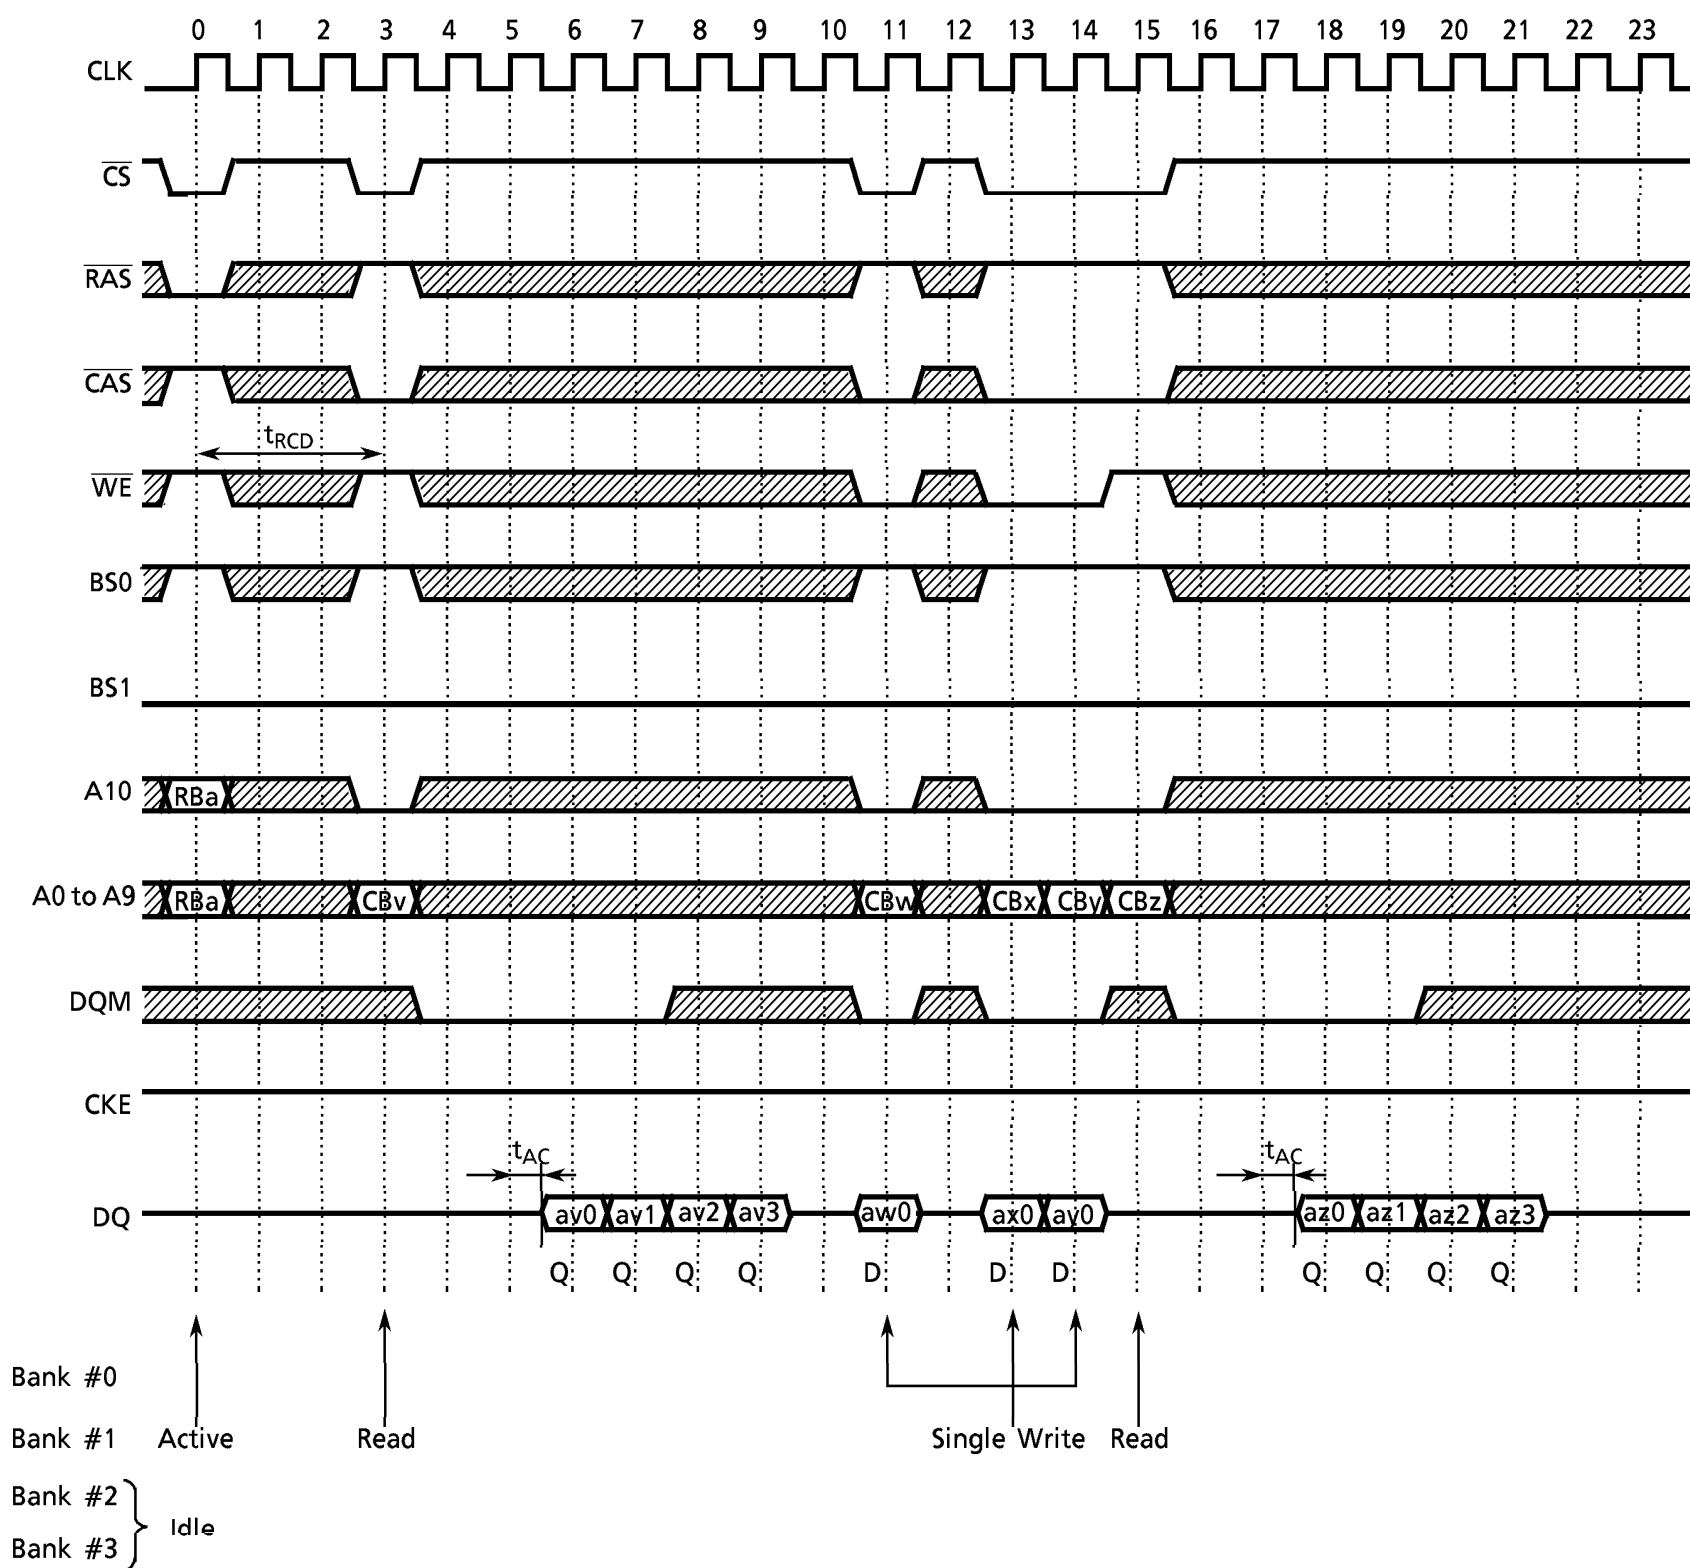 0 1 2 3 4 5 6 7 8 9 10 11 12 13 14 15 16 17 18 19 20 21 22 23
CLK
CS
RAS
CAS
tRCD
WE
BS0
BS1
A10 RBa
A0 to A9 RBa CBv CBw CBx CBy CBz
DQM
CKE
tAC tAC
DQ av0 av1 av2 av3 aw0 ax0 ay0 az0 az1 az2 az3
Q Q Q Q D D D Q Q Q Q
Bank #0
Bank #1 Active Read Single Write Read
Bank #2
Idle
Bank #3